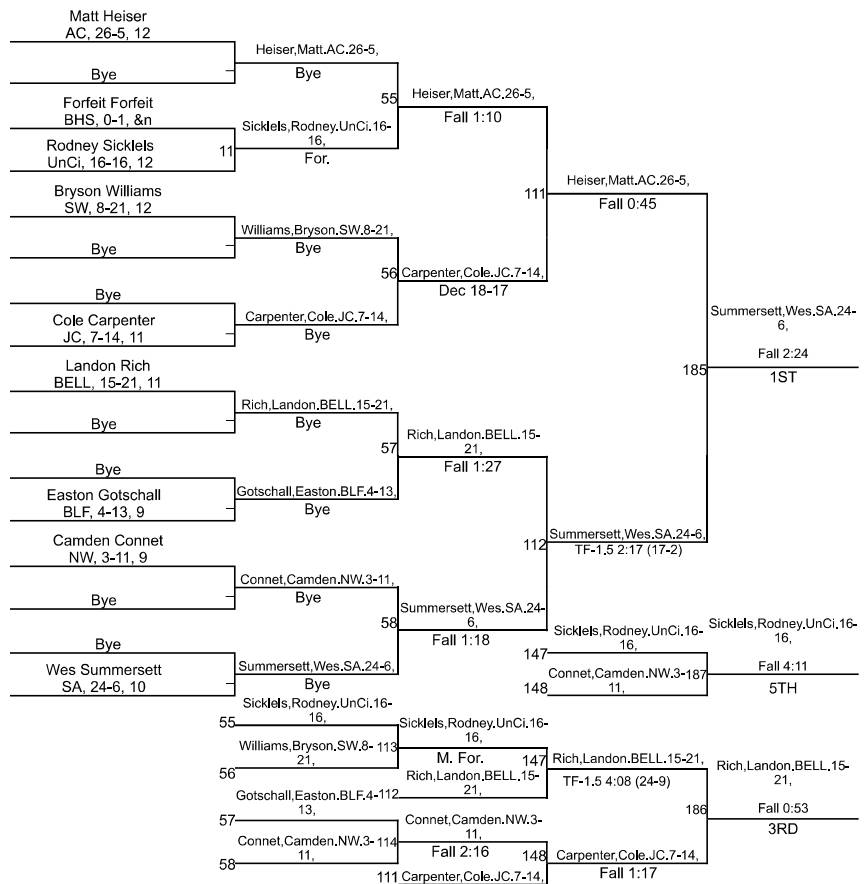 Matt Heiser
AC, 26-5, 12
Bye
Forfeit Forfeit
BHS, 0-1, &n
Rodney Sicklels
UnCi, 16-16, 12
11
Bryson Williams
SW, 8-21, 12
Bye
Bye
Cole Carpenter
JC, 7-14, 11
Landon Rich
BELL, 15-21, 11
Bye
Bye
Easton Gotschall
BLF, 4-13, 9
Camden Connet
NW, 3-11, 9
Bye
Bye
Wes Summersett
SA, 24-6, 10
Heiser,Matt.AC.26-5,
Bye
55
Sicklels,Rodney.UnCi.16-
16,
For.
Williams,Bryson.SW.8-21,
Bye
56
Carpenter,Cole.JC.7-14,
Bye
Rich,Landon.BELL.15-21,
Bye
57
Gotschall,Easton.BLF.4-13,
Bye
Connet,Camden.NW.3-11,
Bye
58
Summersett,Wes.SA.24-6,
Bye
Heiser,Matt.AC.26-5,
Fall 1:10
111
Carpenter,Cole.JC.7-14,
Dec 18-17
Rich,Landon.BELL.15-
21,
Fall 1:27
112
Summersett,Wes.SA.24-
6,
Fall 1:18
Heiser,Matt.AC.26-5,
Fall 0:45
185
Summersett,Wes.SA.24-6,
TF-1.5 2:17 (17-2)
Summersett,Wes.SA.24-
6,
Fall 2:24
1ST
147
Sicklels,Rodney.UnCi.16-
16,
148
Connet,Camden.NW.3-
11,
187
Sicklels,Rodney.UnCi.16-
16,
Fall 4:11
5TH
55
Sicklels,Rodney.UnCi.16-
16,
56
Williams,Bryson.SW.8-
21,
113
57
Gotschall,Easton.BLF.4-
13,
58
Connet,Camden.NW.3-
11,
114
Sicklels,Rodney.UnCi.16-
16,
M. For.
112
Rich,Landon.BELL.15-
21,
147
Connet,Camden.NW.3-
11,
Fall 2:16
111
Carpenter,Cole.JC.7-14,
148
Rich,Landon.BELL.15-21,
TF-1.5 4:08 (24-9)
186
Carpenter,Cole.JC.7-14,
Fall 1:17
Rich,Landon.BELL.15-
21,
Fall 0:53
3RD